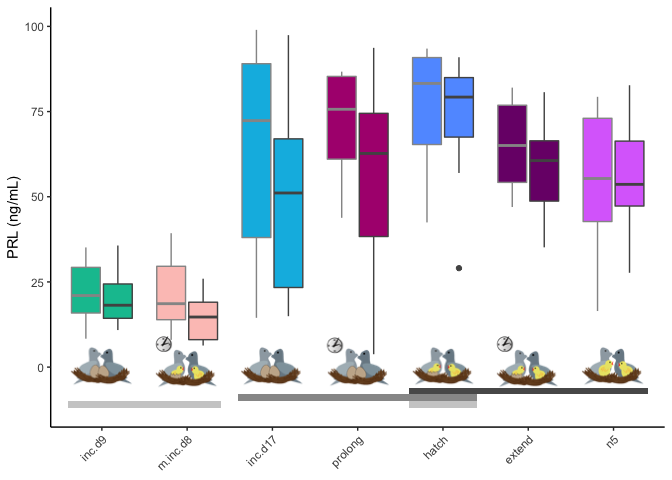 PRL (ng/mL)
100
75
50
25
0
inc.d9
m.inc.d8
inc.d17
prolong
hatch
extend
n5